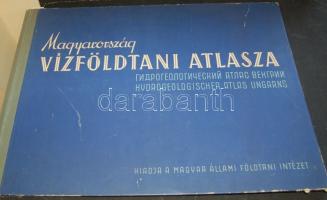 Magyarország
VÍZFÖLDTANI ATLASZA
ГИДРОГЕОЛОГИЧЕСКИЙ АТЛАС ВЕНГРИИ
HYDROGEOLOGISCHER ATLAS UNGARNS
darabanth
KIADJA A MAGYAR ÁLLAMI FÖLDTANI INTÉZET